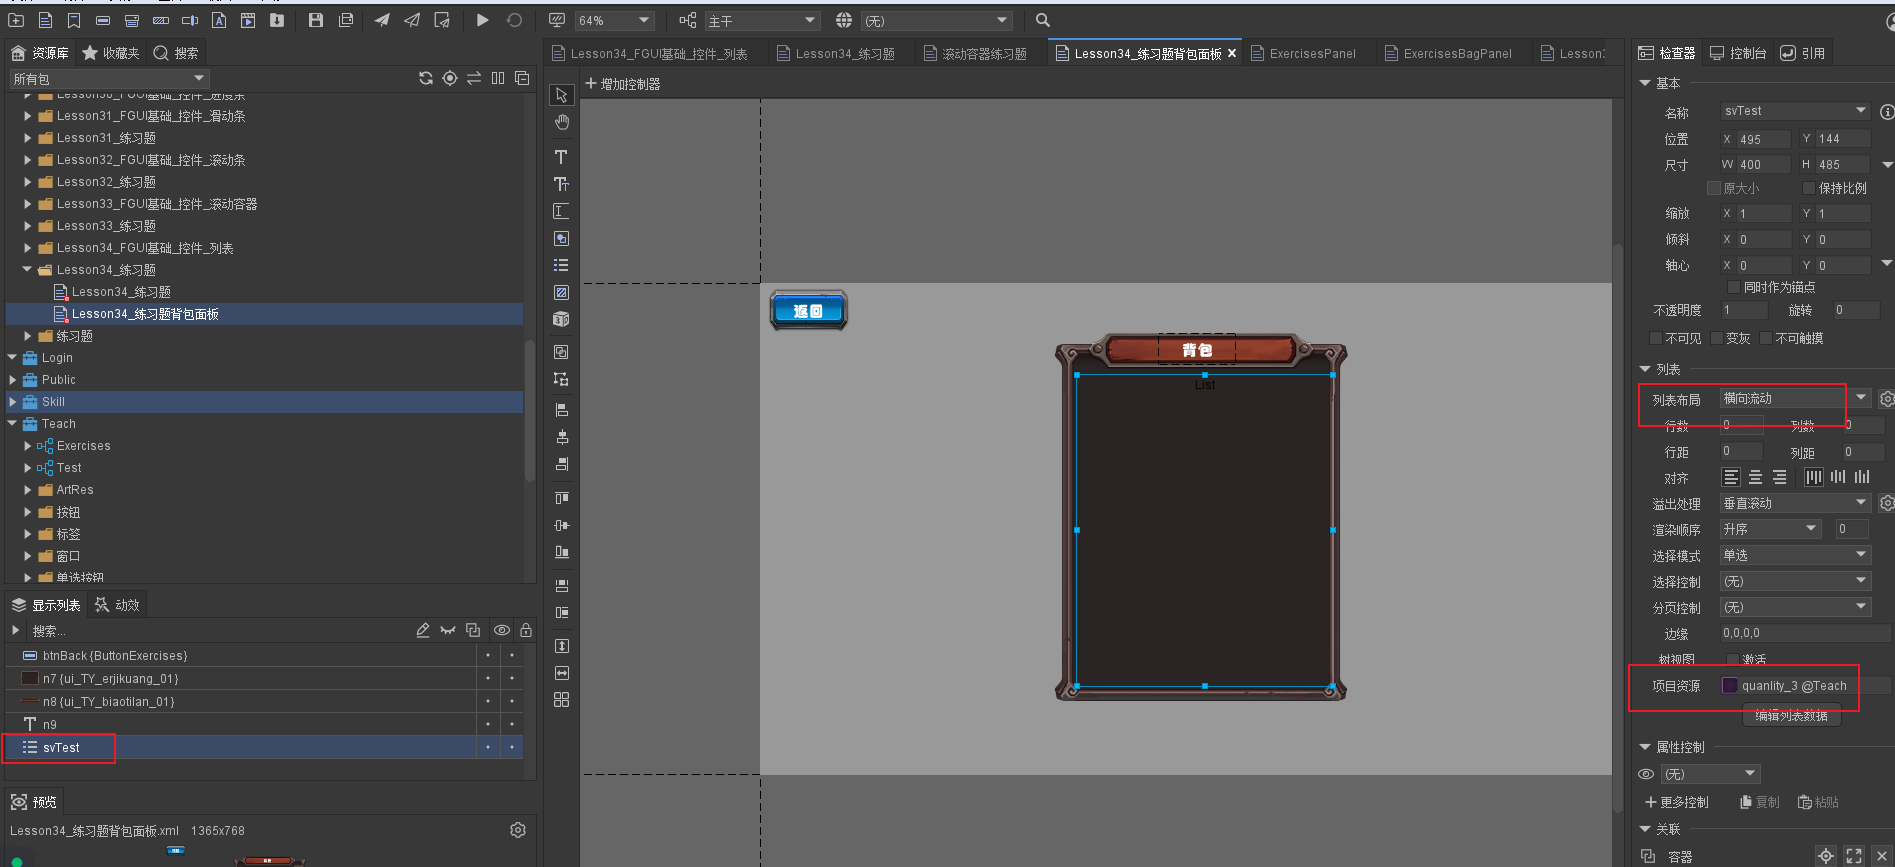 64%
主干
(无)
资源库
收藏夹
搜索
所有包
Lesson30_FGUI基础_控件_进度条
Lesson31_FGUI基础_控件_滑动条
Lesson31_练习题
Lesson32_FGUI基础_控件_滚动条
Lesson32_练习题
Lesson33_FGUI基础_控件_滚动容器
Lesson33_练习题
Lesson34_FGUI基础_控件_列表
Lesson34_练习题
Lesson34_练习题
Lesson34_练习题背包面板
练习题
Login
Public
Skill
Teach
Exercises
Test
ArtRes
按钮
标签
窗口
单选按钮
显示列表
动效
搜索...
btnBack {ButtonExercises}
n7 {ui_TY_erjikuang_01}
n8 {ui_TY_biaotilan_01}
n9
svTest
预览
Lesson34_练习题背包面板.xml 1365x768
Lesson34_FGUI基础_控件_列表
Lesson34_练习题
滚动容器练习题
Lesson34_练习题背包面板
ExercisesPanel
ExercisesBagPanel
Lesson:
增加控制器
返回
背包
List
检查器
控制台
引用
基本
名称 svTest
位置 X 495 Y 144
尺寸 W 400 H 485
原大小 保持比例
缩放 X 1 Y 1
倾斜 X 0 Y 0
轴心 X 0 Y 0
同时作为锚点
不透明度 1 旋转 0
不可见 变灰 不可触摸
列表
列表布局 横向流动
行数 0 列数 0
行距 0 列距 0
对齐
溢出处理 垂直滚动
渲染顺序 升序 0
选择模式 单选
选择控制 (无)
分页控制 (无)
边缘 0,0,0,0
树视图 激活
项目资源 quanlity_3 @Teach
编辑列表数据
属性控制
(无)
更多控制 复制 粘贴
关联
容器